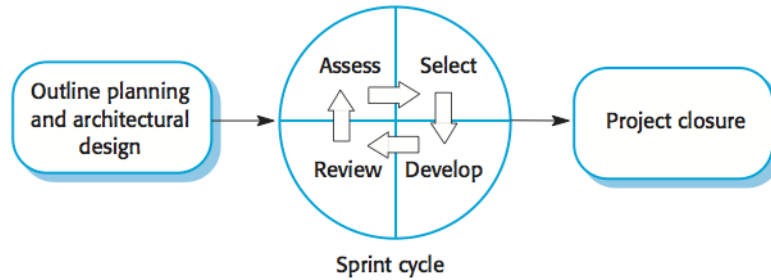 Outline planning
and architectural
design
Assess
Select
Review
Develop
Sprint cycle
Project closure